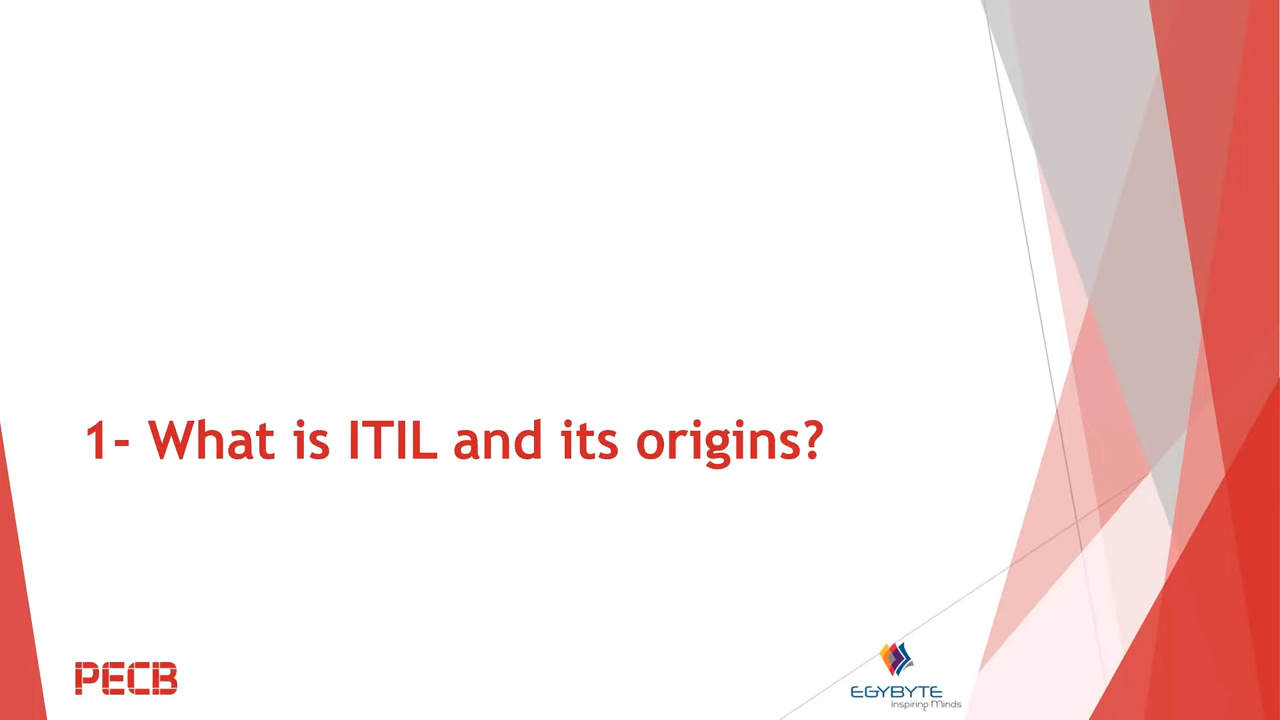 1- What is ITIL and its origins?
PECB
EGYBYTE
Inspiring Minds